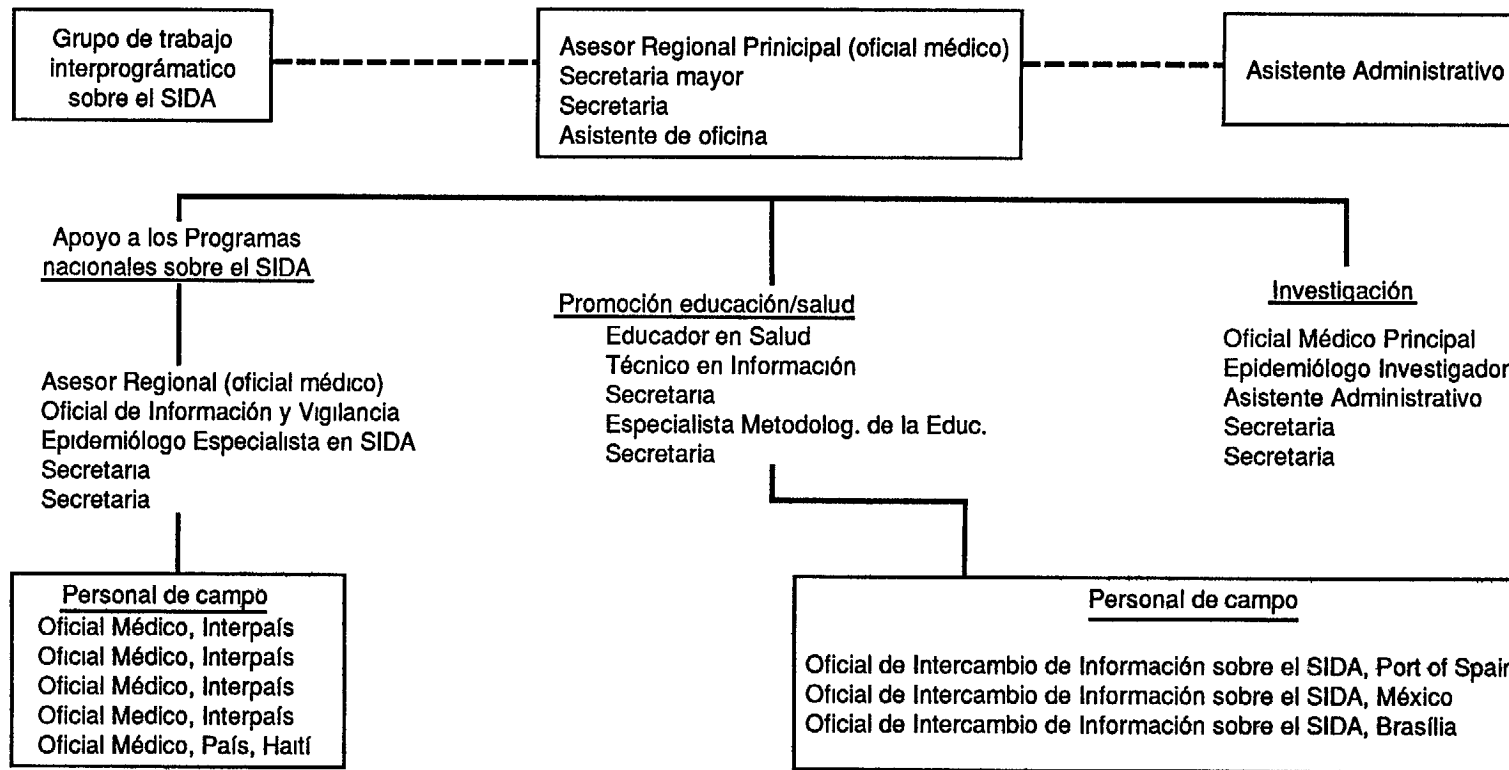 Grupo de trabajo
interprográmatico
sobre el SIDA
Asesor Regional Prinicipal (oficial médico)
Secretaria mayor
Secretaria
Asistente de oficina
Asistente Administrativo
Apoyo a los Programas
nacionales sobre el SIDA
Asesor Regional (oficial médico)
Oficial de Información y Vigilancia
Epidemiólogo Especialista en SIDA
Secretaria
Secretaria
Promoción educación/salud
Educador en Salud
Técnico en Información
Secretaria
Especialista Metodolog. de la Educ.
Secretaria
Investigación
Oficial Médico Principal
Epidemiólogo Investigador
Asistente Administrativo
Secretaria
Secretaria
Personal de campo
Oficial Médico, Interpaís
Oficial Médico, Interpaís
Oficial Médico, Interpaís
Oficial Medico, Interpaís
Oficial Médico, País, Haití
Personal de campo
Oficial de Intercambio de Información sobre el SIDA, Port of Spain
Oficial de Intercambio de Información sobre el SIDA, México
Oficial de Intercambio de Información sobre el SIDA, Brasília